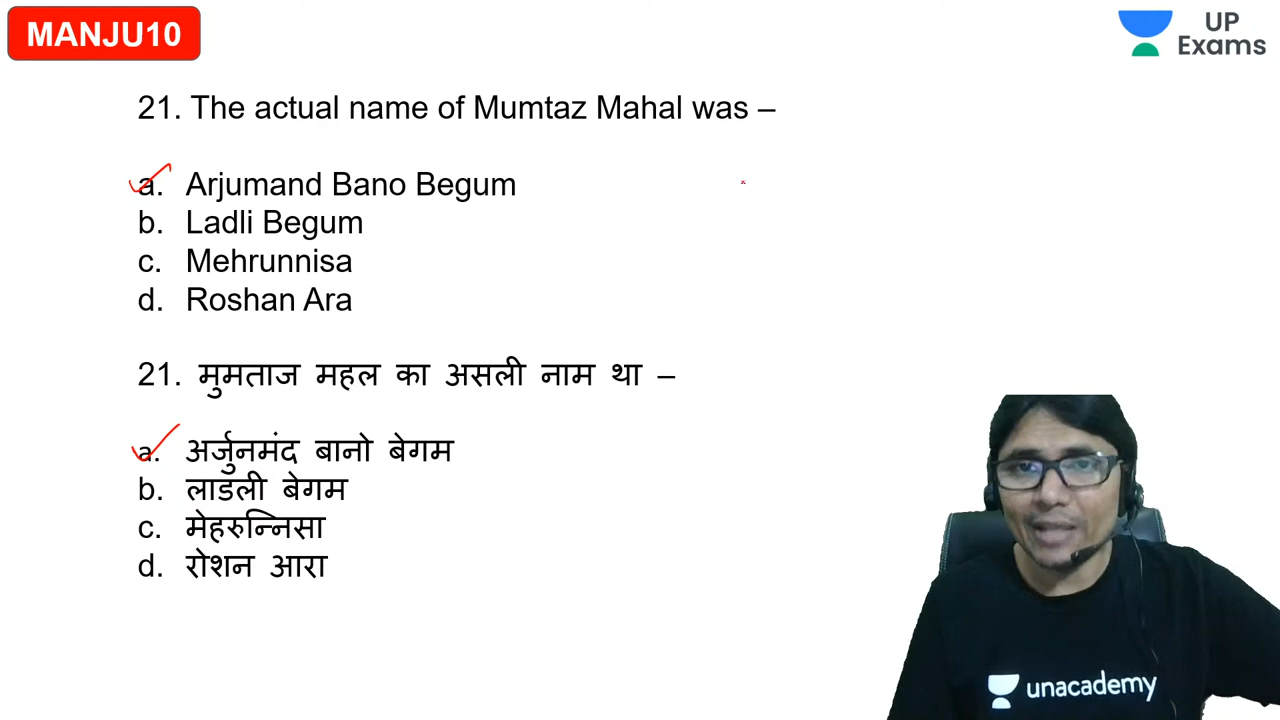 MANJU10
UP
Exams
21. The actual name of Mumtaz Mahal was –
a. Arjumand Bano Begum
b. Ladli Begum
c. Mehrunnisa
d. Roshan Ara
21. मुमताज महल का असली नाम था –
a. अर्जुनमंद बानो बेगम
b. लाडली बेगम
c. मेहरुन्निसा
d. रोशन आरा
unacademy